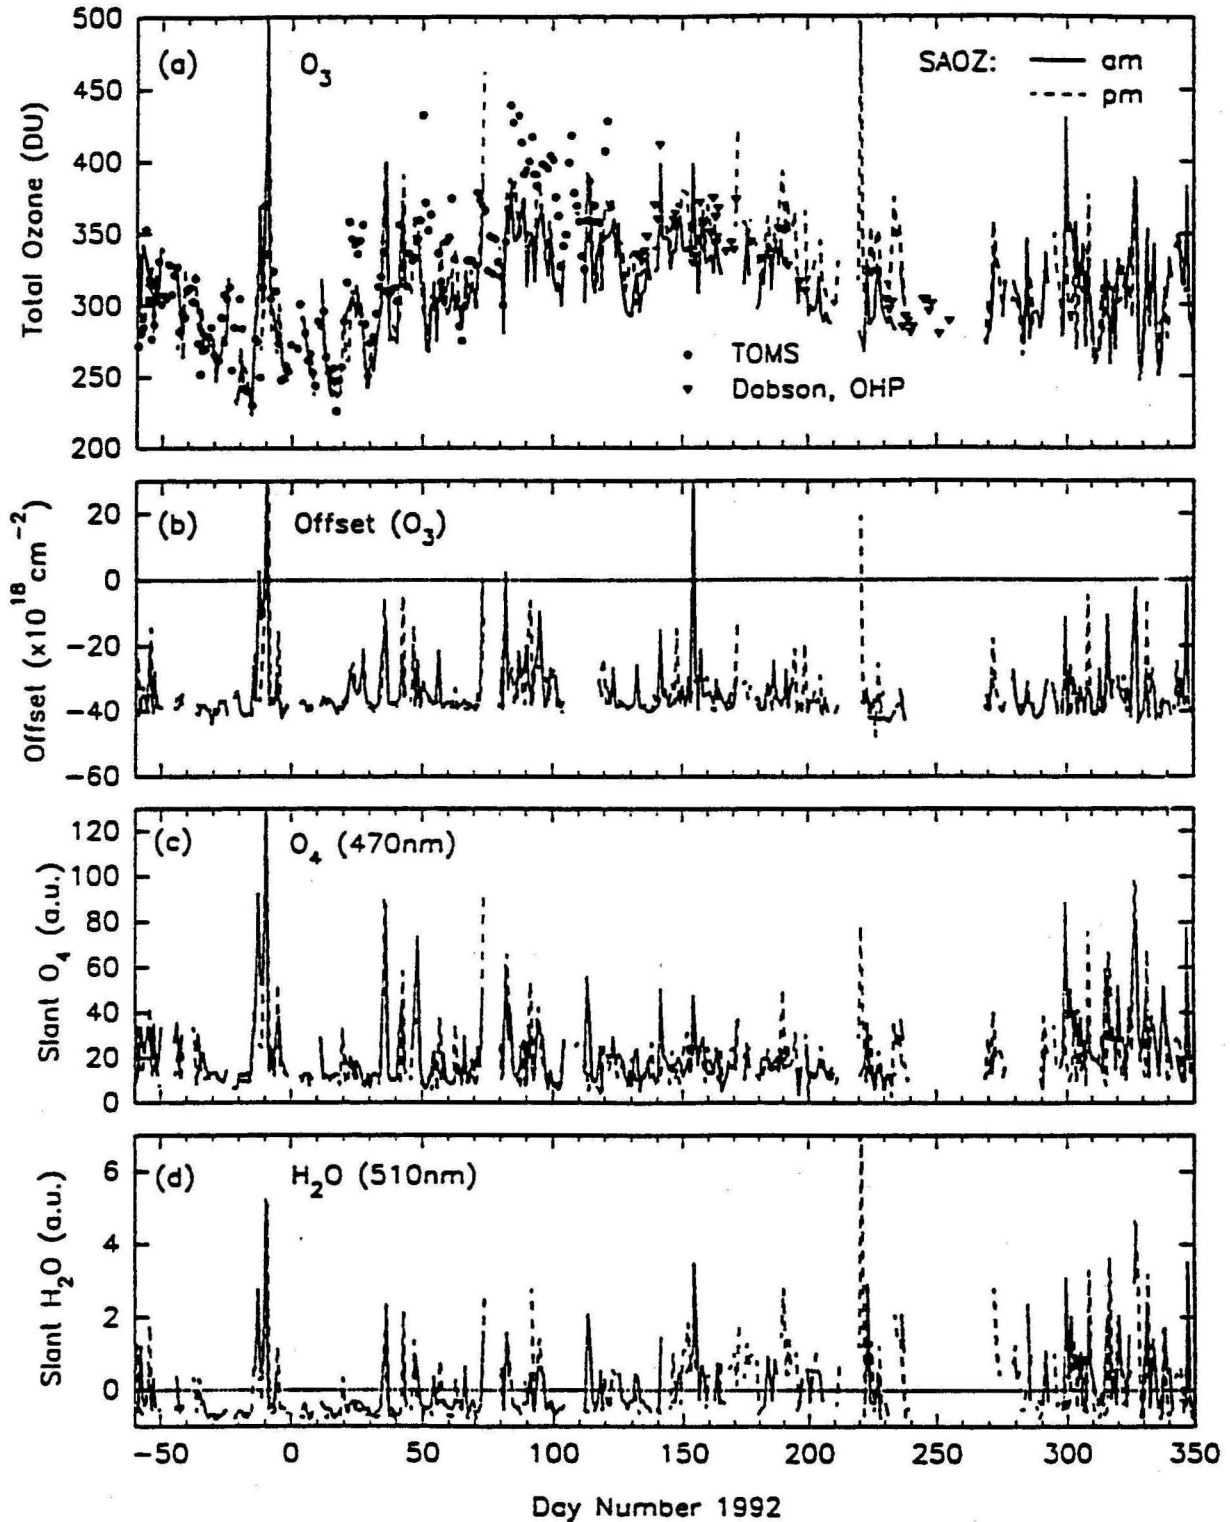 500
450
400
350
300
250
200
Total Ozone (DU)
(a)
O₃
SAOZ:
am
pm
TOMS
Dobson, OHP
20
0
−20
−40
−60
Offset (x10¹⁸cm⁻²)
(b)
Offset (O₃)
120
100
80
60
40
20
0
Slant O₄ (a.u.)
(c)
O₄ (470nm)
6
4
2
0
Slant H₂O (a.u.)
(d)
H₂O (510nm)
−50
0
50
100
150
200
250
300
350
Day Number 1992